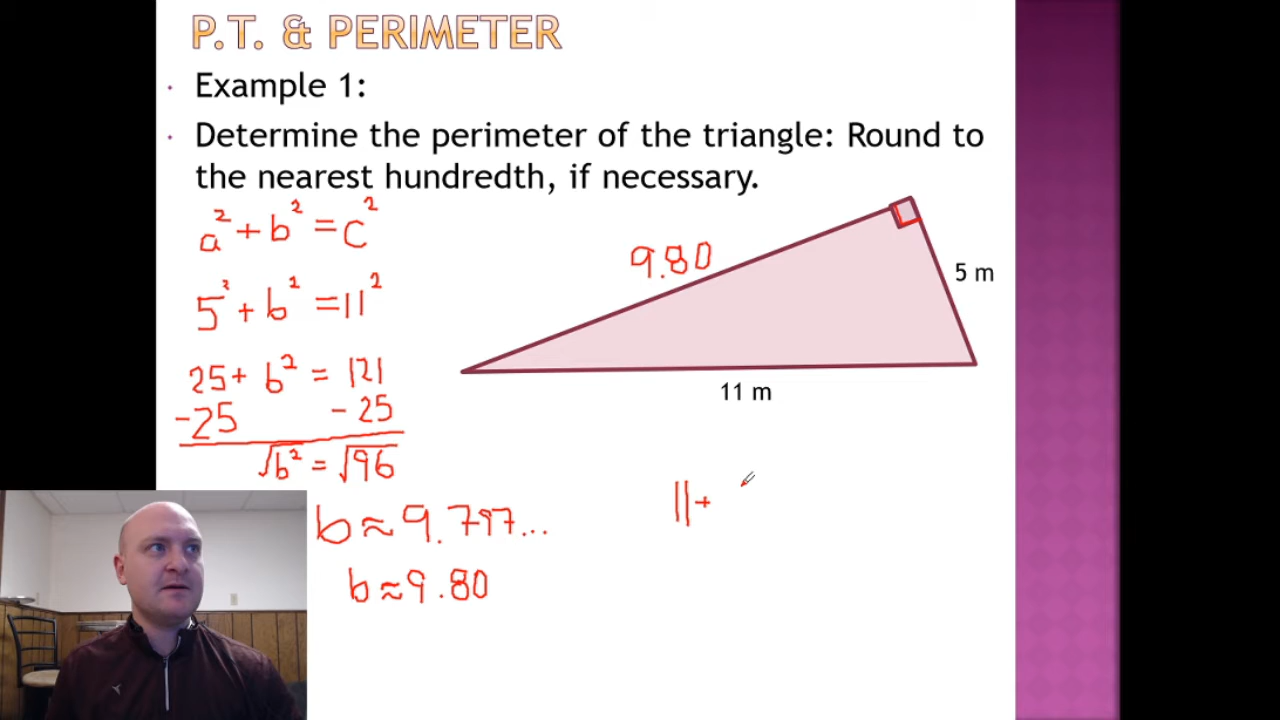 P.T. & PERIMETER
• Example 1:
• Determine the perimeter of the triangle: Round to
the nearest hundredth, if necessary.
a² + b² = c²
5² + b² = 11²
25 + b² = 121
-25 - 25
√b² = √96
b ≈ 9.797...
b ≈ 9.80
9.80
5 m
11 m
11+